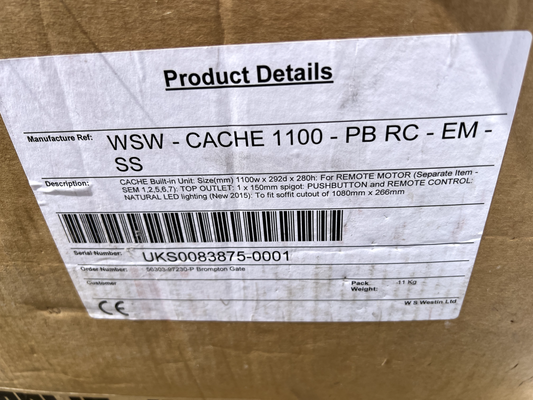 Product Details
Manufacture Ref: WSW - CACHE 1100 - PB RC - EM -
SS
Description: CACHE Built-in Unit: Size(mm) 1100w x 292d x 280h: For REMOTE MOTOR (Separate Item -
SEM 1,2,5,6,7): TOP OUTLET: 1 x 150mm spigot: PUSHBUTTON and REMOTE CONTROL:
NATURAL LED lighting (New 2015): To fit soffit cutout of 1080mm x 266mm
Serial Number: UKS0083875-0001
Order Number: 56303-97230-P Brompton Gate
Customer
Pack Weight: 11 Kg
CE
W S Westin Ltd